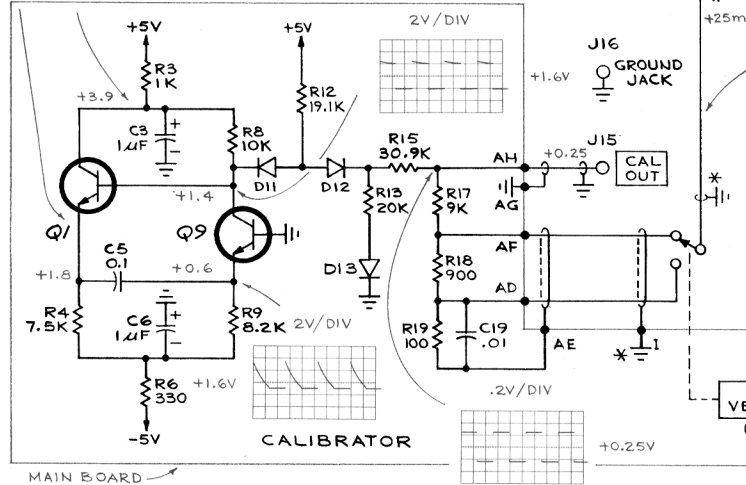 2V/DIV
+25m
+5V
+5V
J16
GROUND
JACK
R3
1K
+1.6V
+3.9
R12
19.1K
C3
1µF
+
−
R8
10K
R15
30.9K
AH
+0.25
J15
CAL
OUT
D11
D12
+1.4
R13
20K
R17
9K
AG
*
Q1
Q9
AF
C5
0.1
D13
R18
900
+1.8
+0.6
AD
R4
7.5K
C6
1µF
+
−
R9
8.2K
2V/DIV
R19
100
C19
.01
AE
*
I
R6
330
+1.6V
.2V/DIV
VE
-5V
CALIBRATOR
+0.25V
MAIN BOARD